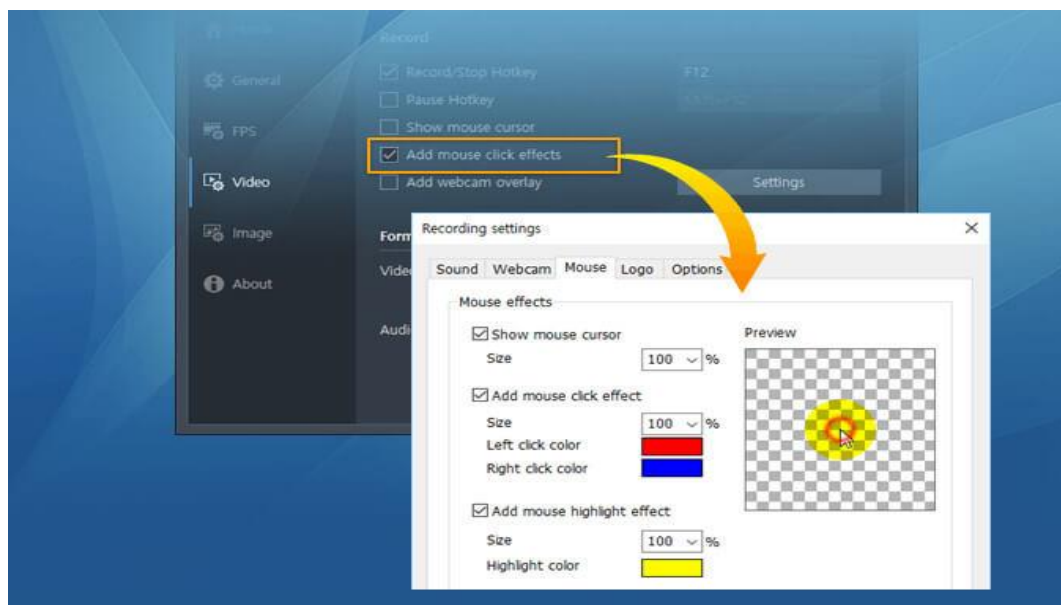 Home
Record
General
Record/Stop Hotkey F12
Pause Hotkey
FPS
Show mouse cursor
Add mouse click effects
Video
Add webcam overlay Settings
Image
Form
Recording settings
Video
About
Sound Webcam Mouse Logo Options
Mouse effects
Audi
Show mouse cursor Preview
Size 100 %
Add mouse click effect
Size 100 %
Left click color
Right click color
Add mouse highlight effect
Size 100 %
Highlight color